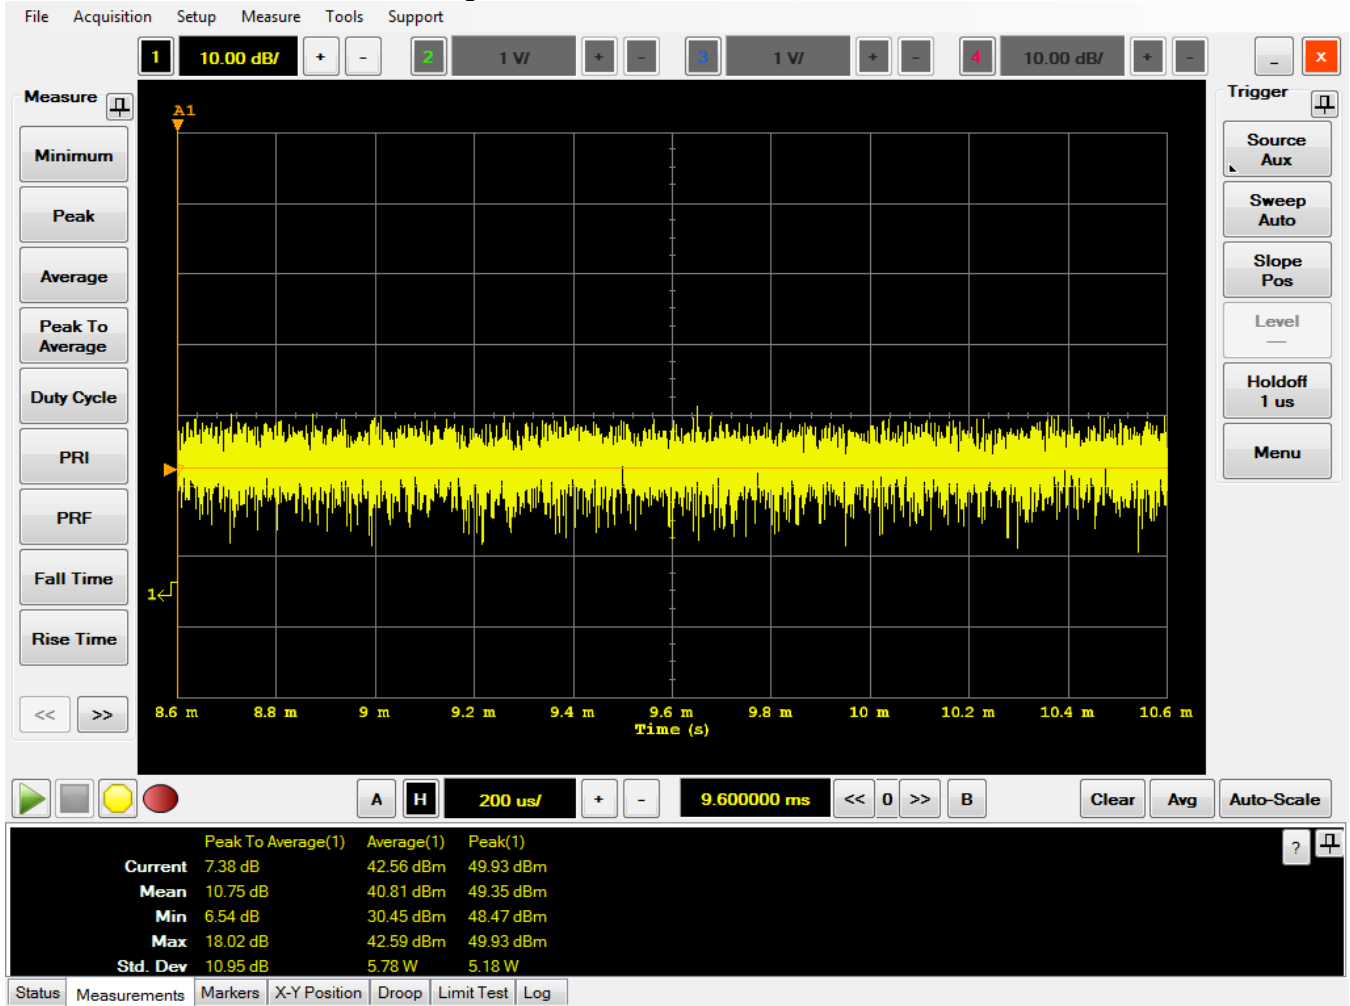 File Acquisition Setup Measure Tools Support
1 10.00 dB/ + - 2 1 V/ + - 3 1 V/ + - 4 10.00 dB/ + - _ X
Measure
Minimum
Peak
Average
Peak To
Average
Duty Cycle
PRI
PRF
Fall Time
Rise Time
<< >>
A1
1
8.6 m 8.8 m 9 m 9.2 m 9.4 m 9.6 m 9.8 m 10 m 10.2 m 10.4 m 10.6 m
Time (s)
Trigger
Source
Aux
Sweep
Auto
Slope
Pos
Level
—
Holdoff
1 us
Menu
A H 200 us/ + - 9.600000 ms << 0 >> B Clear Avg Auto-Scale
Peak To Average(1) Average(1) Peak(1) ?
Current 7.38 dB 42.56 dBm 49.93 dBm
Mean 10.75 dB 40.81 dBm 49.35 dBm
Min 6.54 dB 30.45 dBm 48.47 dBm
Max 18.02 dB 42.59 dBm 49.93 dBm
Std. Dev 10.95 dB 5.78 W 5.18 W
Status Measurements Markers X-Y Position Droop Limit Test Log